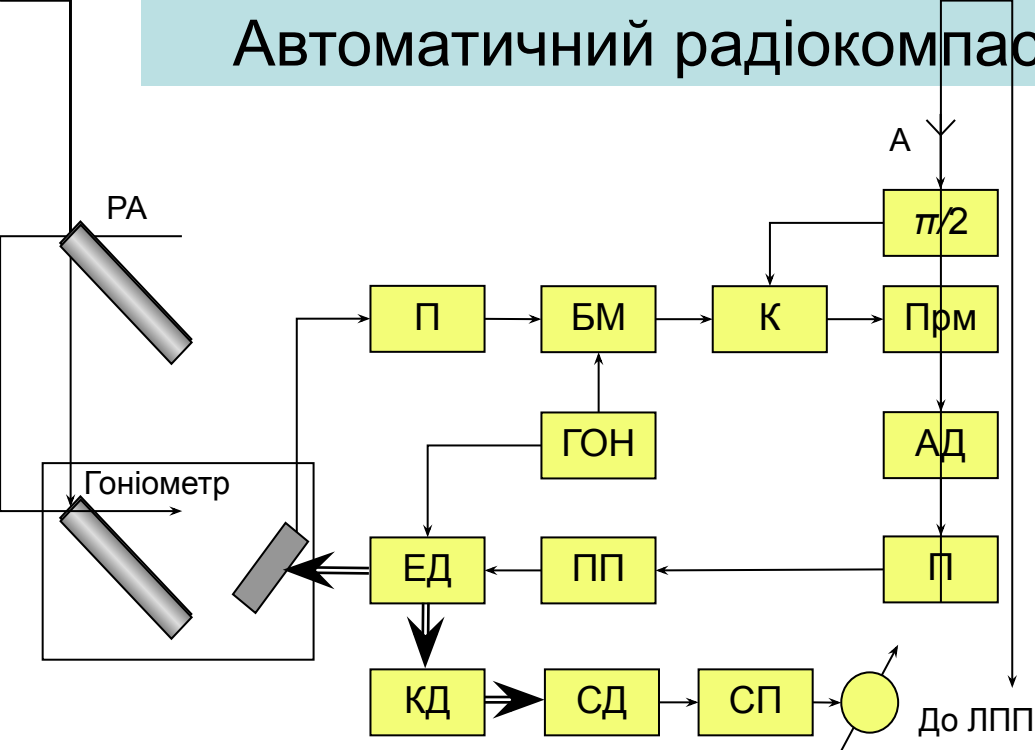 Автоматичний радіокомпас
А
РА
π/2
П
БМ
К
Прм
ГОН
АД
Гоніометр
ЕД
ПП
П
КД
СД
СП
До ЛПП